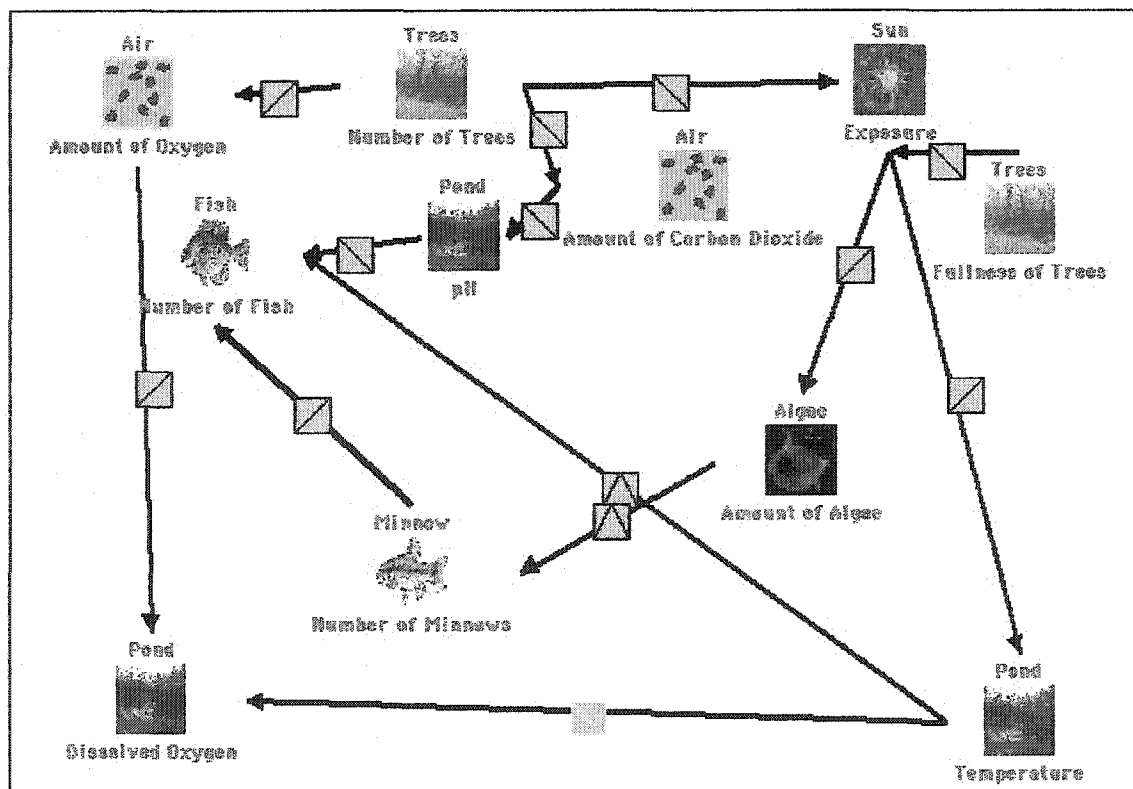 Air
Amount of Oxygen
Trees
Number of Trees
Sun
Exposure
Air
Amount of Carbon Dioxide
Trees
Fullness of Trees
Fish
Number of Fish
Pond
pH
Algae
Amount of Algae
Minnow
Number of Minnows
Pond
Dissolved Oxygen
Pond
Temperature